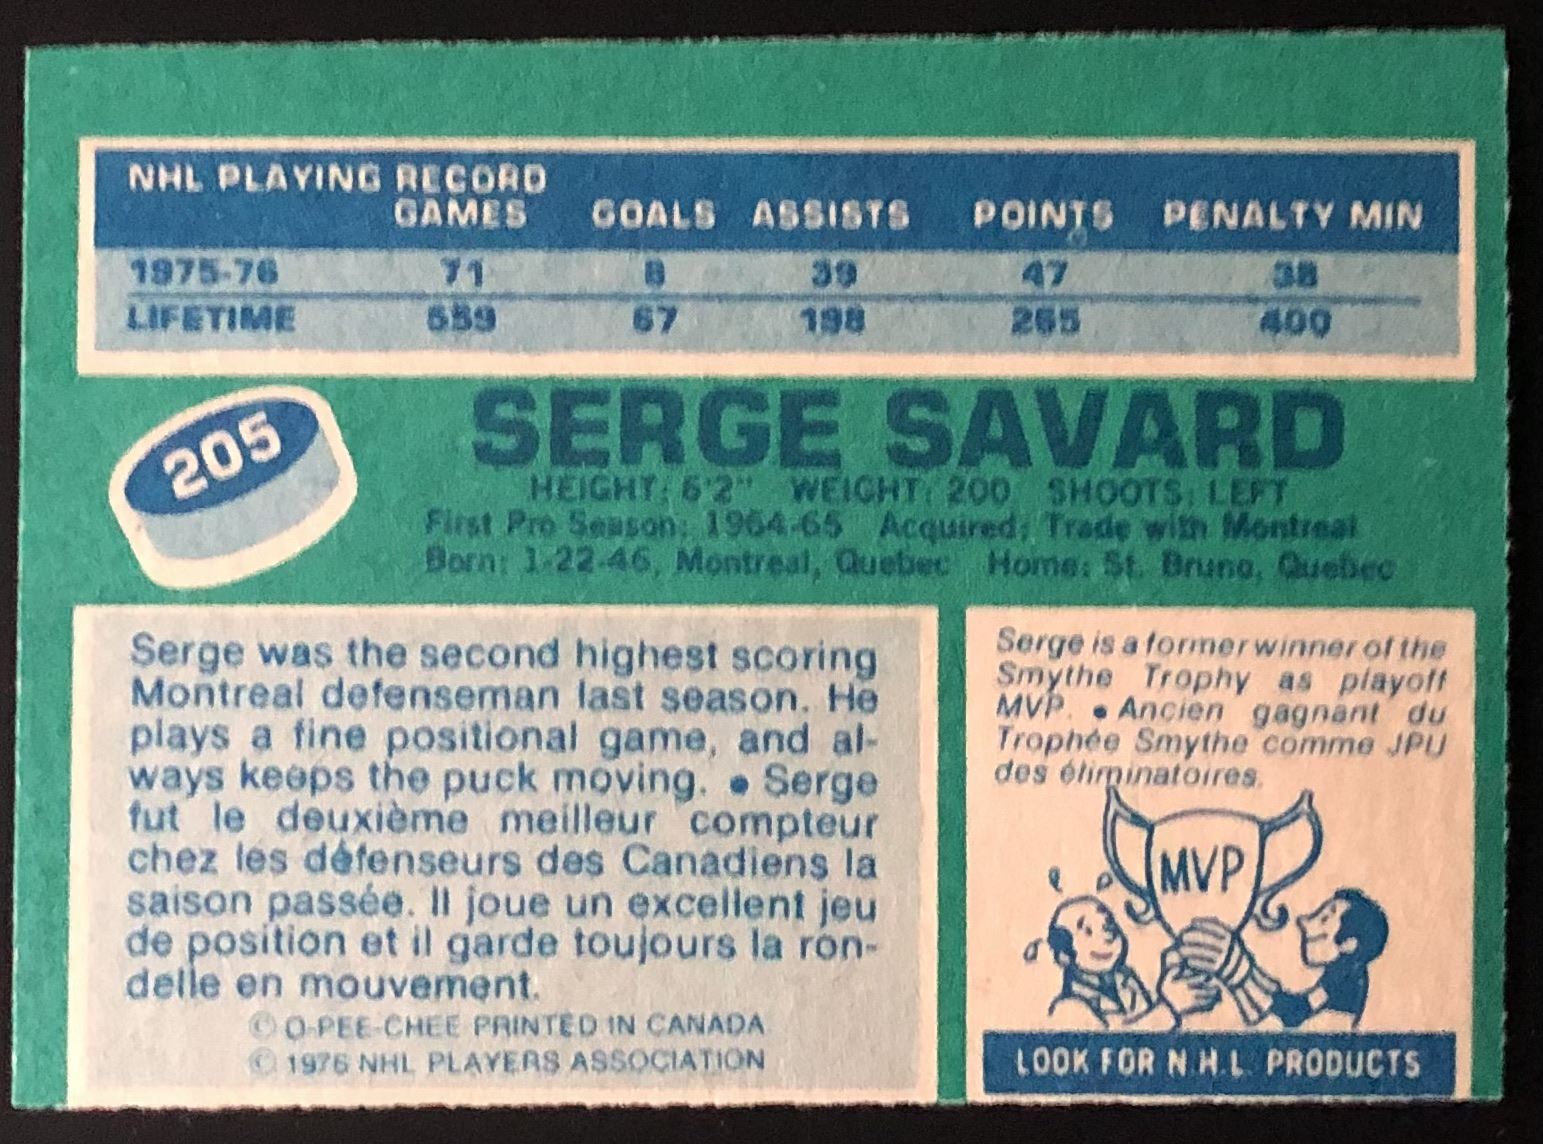 NHL PLAYING RECORD
GAMES GOALS ASSISTS POINTS PENALTY MIN
1975-76 71 8 39 47 38
LIFETIME 559 67 198 265 400
205
SERGE SAVARD
HEIGHT: 6'2" WEIGHT: 200 SHOOTS: LEFT
First Pro Season: 1964-65 Acquired: Trade with Montreal
Born: 1-22-46, Montreal, Quebec Home: St. Bruno, Quebec
Serge was the second highest scoring
Montreal defenseman last season. He
plays a fine positional game, and al-
ways keeps the puck moving. • Serge
fut le deuxième meilleur compteur
chez les défenseurs des Canadiens la
saison passée. Il joue un excellent jeu
de position et il garde toujours la ron-
delle en mouvement.
© O-PEE-CHEE PRINTED IN CANADA
© 1976 NHL PLAYERS ASSOCIATION
Serge is a former winner of the
Smythe Trophy as playoff
MVP. • Ancien gagnant du
Trophée Smythe comme JPU
des éliminatoires.
MVP
LOOK FOR N.H.L. PRODUCTS